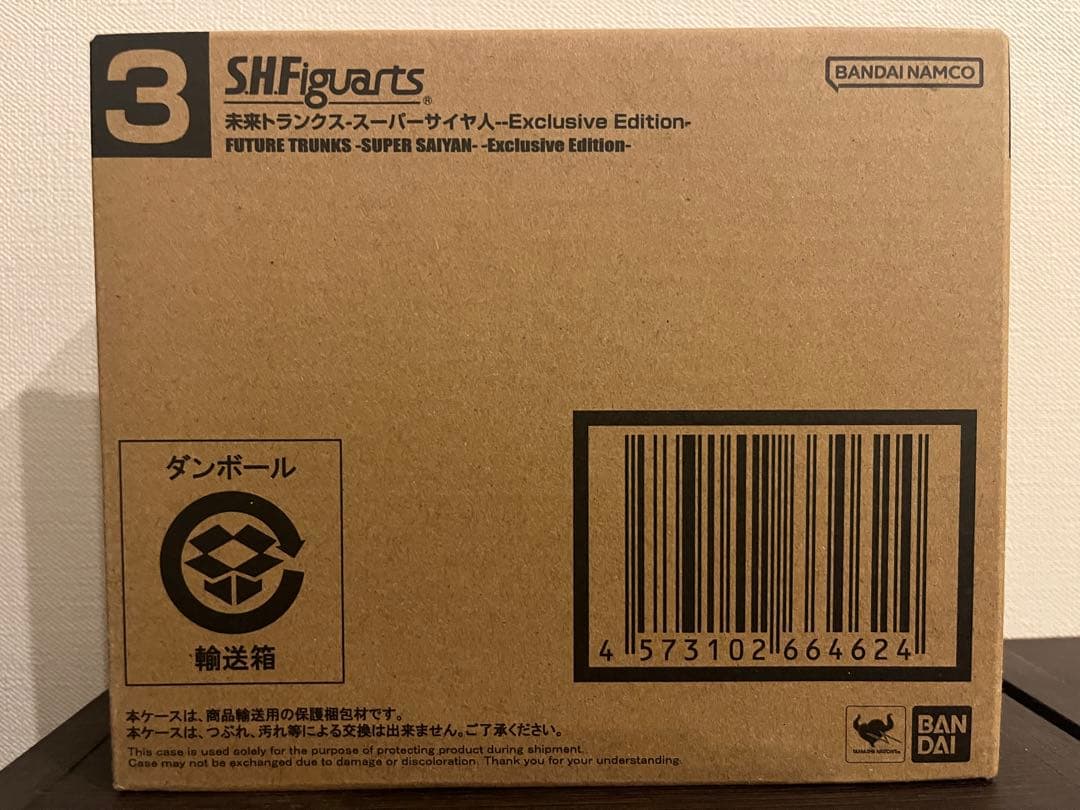 3
S.H.Figuarts®
未来トランクス-スーパーサイヤ人--Exclusive Edition-
FUTURE TRUNKS -SUPER SAIYAN- -Exclusive Edition-
BANDAI NAMCO
ダンボール
輸送箱
4 573102 664624
本ケースは、商品輸送用の保護梱包材です。
本ケースは、つぶれ、汚れ等による交換は出来ません。ご了承ください。
This case is used solely for the purpose of protecting product during shipment.
Case may not be exchanged due to damage or discoloration. Thank you for your understanding.
TAMASHII NATIONS
BAN
DAI